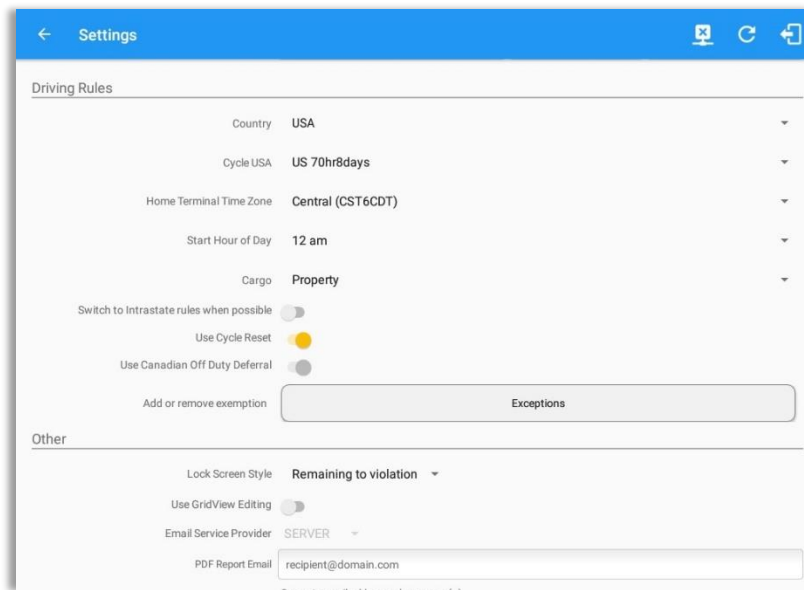 Settings
Driving Rules
Country USA
Cycle USA US 70hr8days
Home Terminal Time Zone Central (CST6CDT)
Start Hour of Day 12 am
Cargo Property
Switch to Intrastate rules when possible
Use Cycle Reset
Use Canadian Off Duty Deferral
Add or remove exemption Exceptions
Other
Lock Screen Style Remaining to violation
Use GridView Editing
Email Service Provider SERVER
PDF Report Email recipient@domain.com